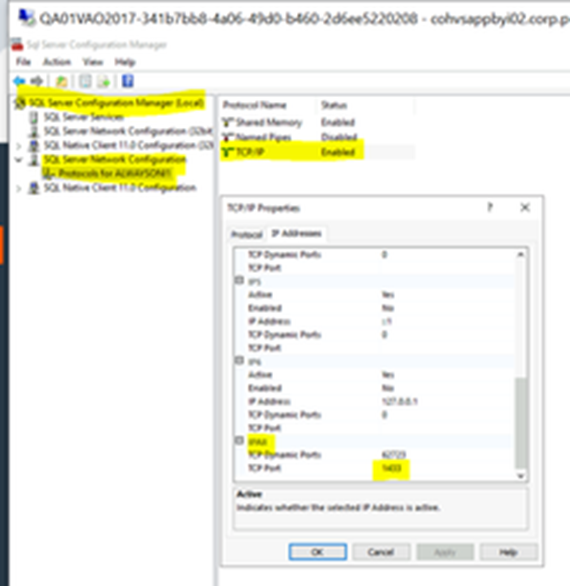 QA01VAO2017-341b7bb8-4a06-49d0-b460-2d6ee5220208 - cohvsappbyi02.corp.p
Sql Server Configuration Manager
File Action View Help
SQL Server Configuration Manager (Local)
SQL Server Services
SQL Server Network Configuration (32bit
SQL Native Client 11.0 Configuration (32
SQL Server Network Configuration
Protocols for ALWAYSON1
SQL Native Client 11.0 Configuration
Protocol Name Status
Shared Memory Enabled
Named Pipes Disabled
TCP/IP Enabled
TCP/IP Properties
Protocol IP Addresses
TCP Dynamic Ports 0
TCP Port
IP5
Active Yes
Enabled No
IP Address ::1
TCP Dynamic Ports 0
TCP Port
IP6
Active Yes
Enabled No
IP Address 127.0.0.1
TCP Dynamic Ports 0
TCP Port
IPAll
TCP Dynamic Ports 62723
TCP Port 1433
Active
Indicates whether the selected IP Address is active.
OK Cancel Apply Help